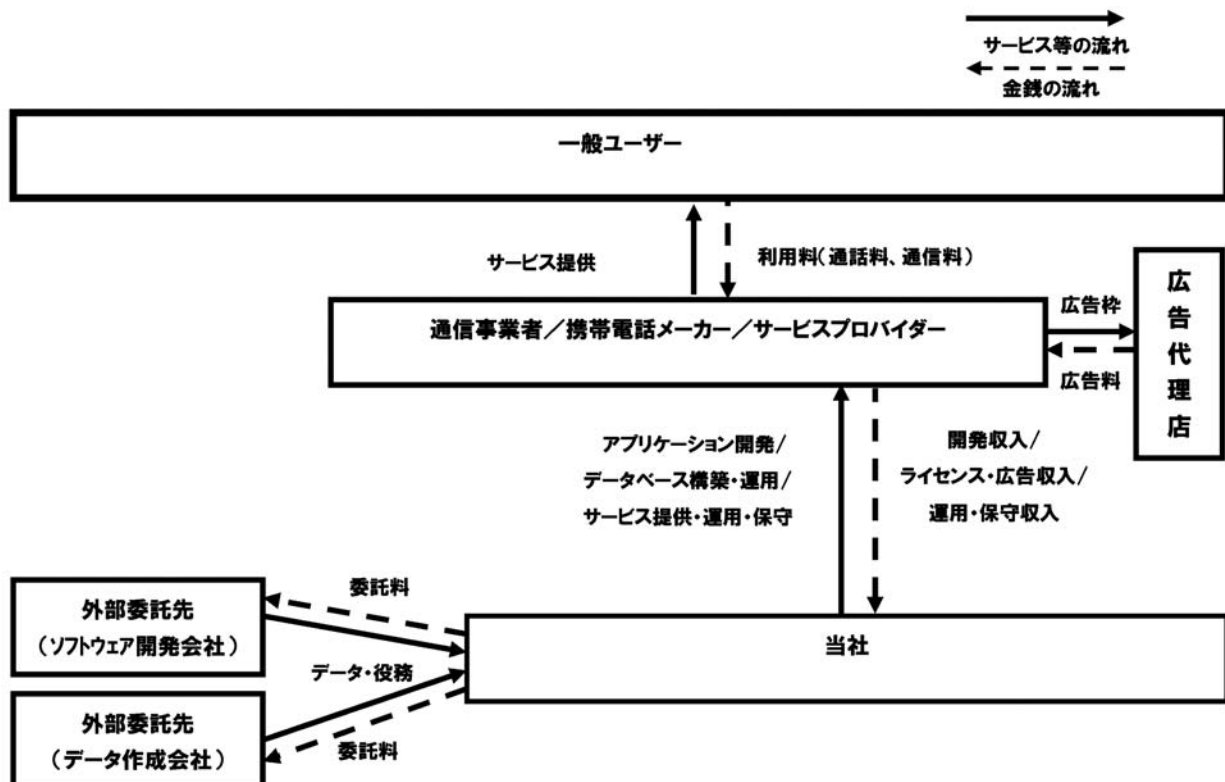 サービス等の流れ
金銭の流れ
一般ユーザー
サービス提供
利用料(通話料、通信料)
通信事業者／携帯電話メーカー／サービスプロバイダー
広告枠
広告料
広告代理店
アプリケーション開発/
データベース構築・運用/
サービス提供・運用・保守
開発収入/
ライセンス・広告収入/
運用・保守収入
外部委託先
（ソフトウェア開発会社）
委託料
データ・役務
当社
外部委託先
（データ作成会社）
委託料